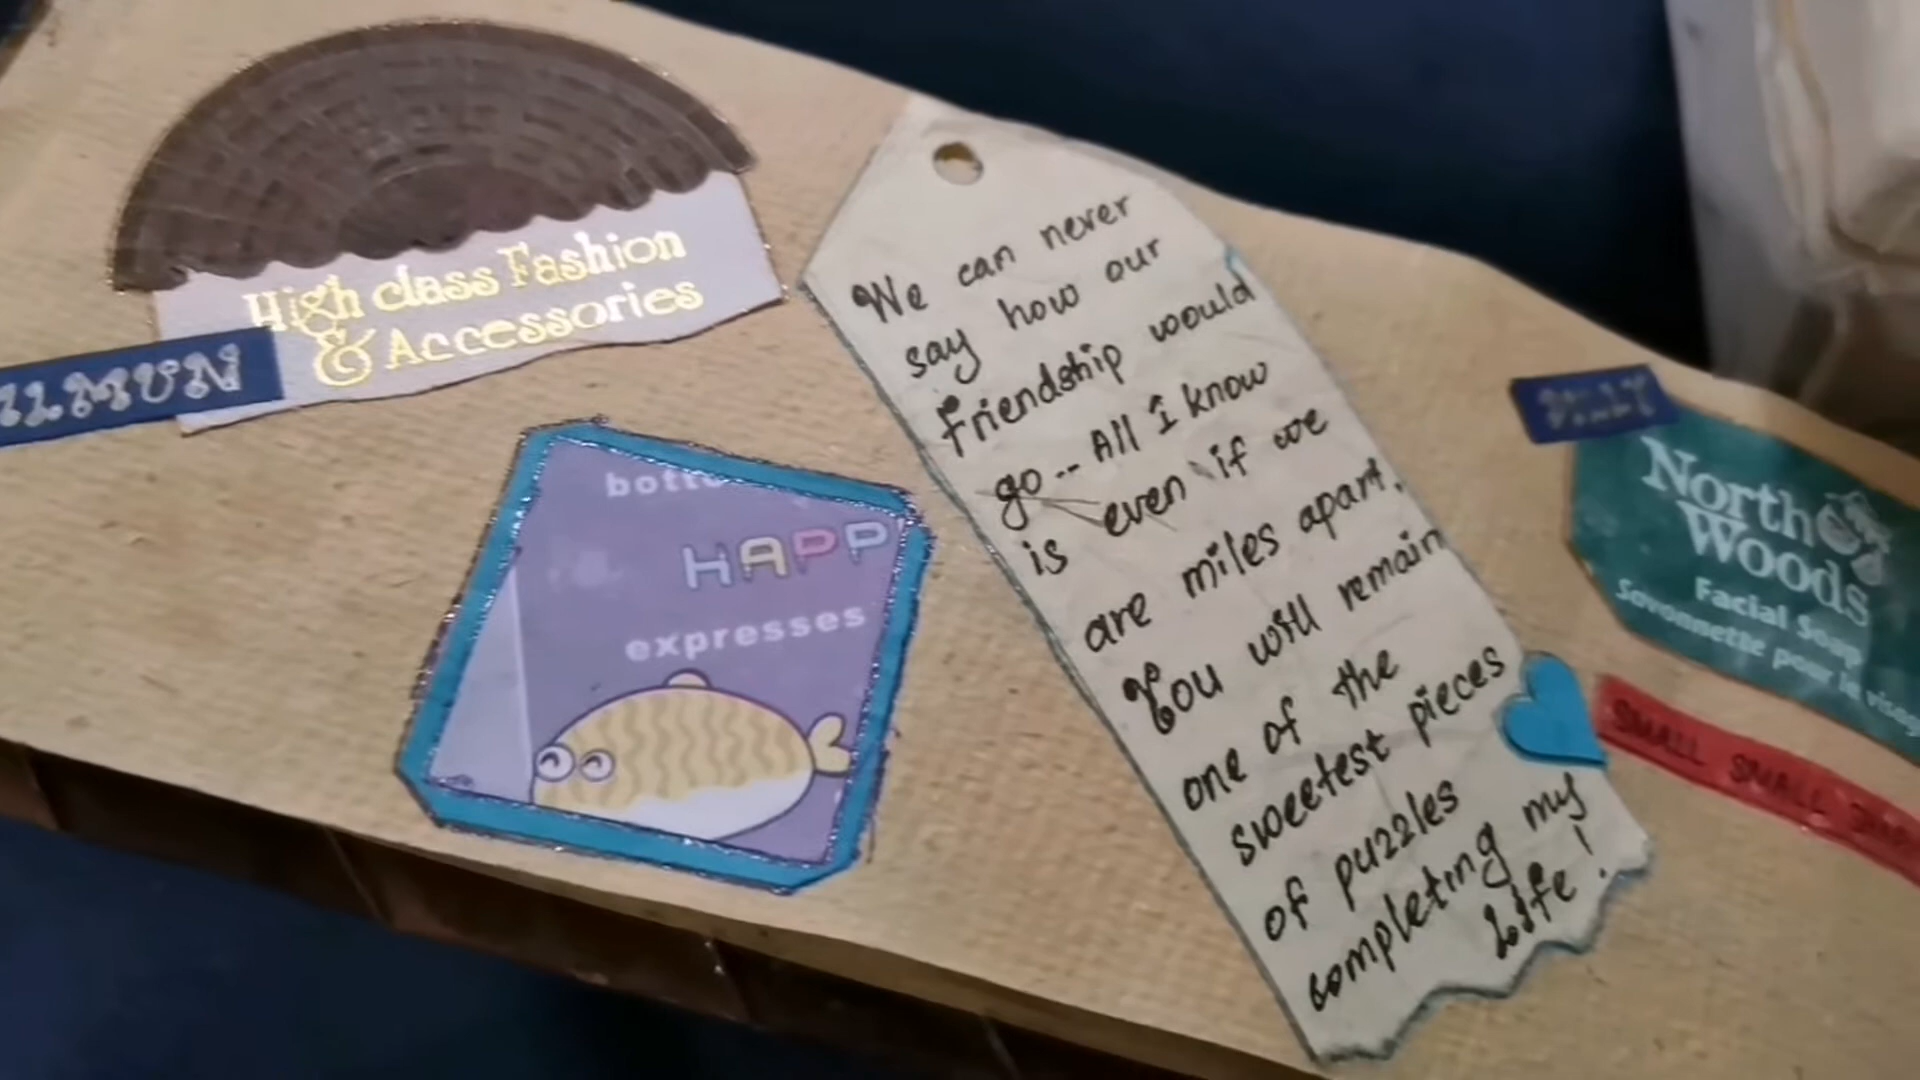 High class Fashion
& Accessories
HAPP
expresses
We can never
say how our
Friendship would
go-- All I know
is even if we
are miles apart,
You will remain
one of the
sweetest pieces
of puzzles
completing my
Life!
North
Woods
Facial Soap
Savonnette pour le visage
SMALL SMALL